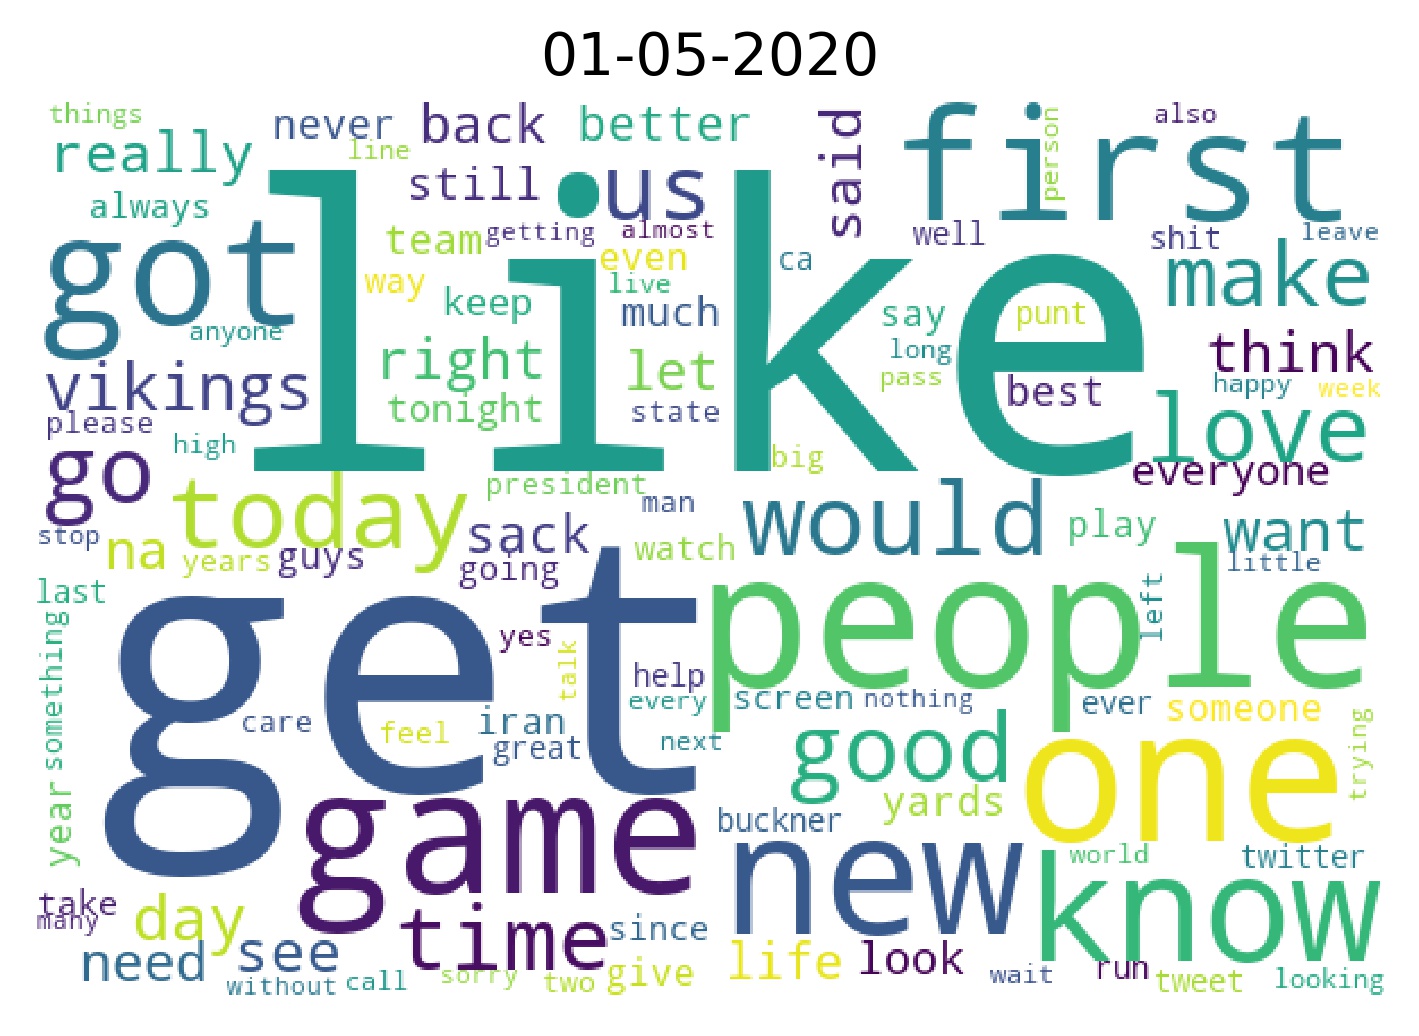 01-05-2020
things
never
back
better
said
first
also
really
line
person
always
still
us
got
team
getting
almost
well
shit
leave
like
even
ca
make
way
live
keep
much
say
punt
anyone
right
let
long
think
vikings
pass
best
happy
week
please
tonight
state
love
high
go
big
everyone
today
president
man
would
stop
na
years
guys
sack
going
watch
play
want
little
last
get
people
left
something
yes
talk
help
care
feel
iran
great
every
next
screen
nothing
ever
someone
good
one
trying
year
game
yards
buckner
new
world
twitter
know
take
many
day
time
since
need
see
without
call
sorry
two
give
life
look
wait
run
tweet
looking